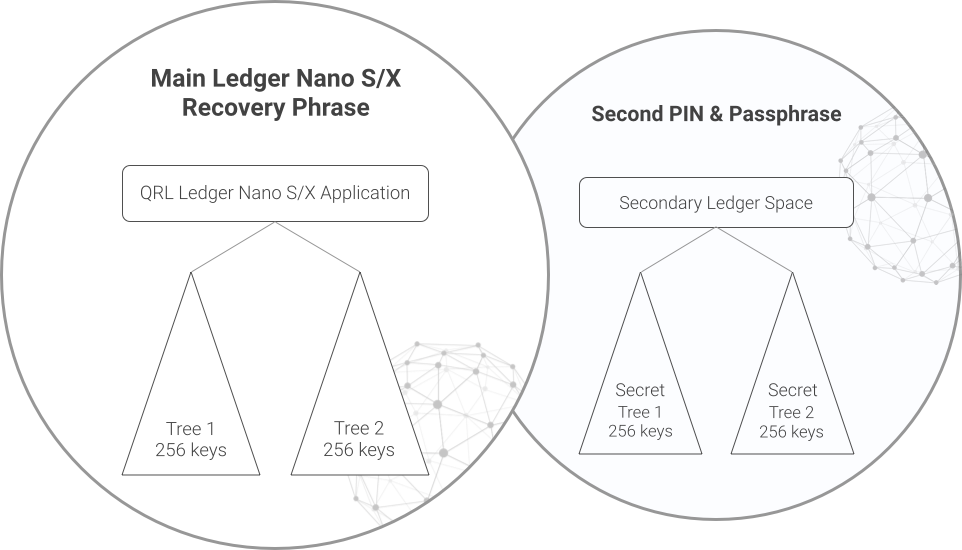 Main Ledger Nano S/X
Recovery Phrase
QRL Ledger Nano S/X Application
Tree 1
256 keys
Tree 2
256 keys
Second PIN & Passphrase
Secondary Ledger Space
Secret
Tree 1
256 keys
Secret
Tree 2
256 keys